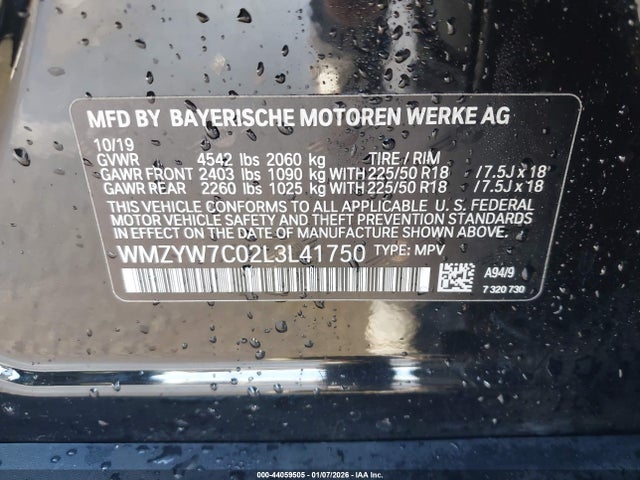 MFD BY BAYERISCHE MOTOREN WERKE AG
10/19
GVWR 4542 lbs 2060 kg TIRE / RIM
GAWR FRONT 2403 lbs 1090 kg WITH 225/50 R18 /7.5J x 18
GAWR REAR 2260 lbs 1025 kg WITH 225/50 R18 /7.5J x 18
THIS VEHICLE CONFORMS TO ALL APPLICABLE U. S. FEDERAL
MOTOR VEHICLE SAFETY AND THEFT PREVENTION STANDARDS
IN EFFECT ON THE DATE OF MANUFACTURE SHOWN ABOVE.
WMZYW7C02L3L41750 TYPE: MPV
A94/9
7 320 730
000-44059505 - 01/07/2026 - IAA Inc.